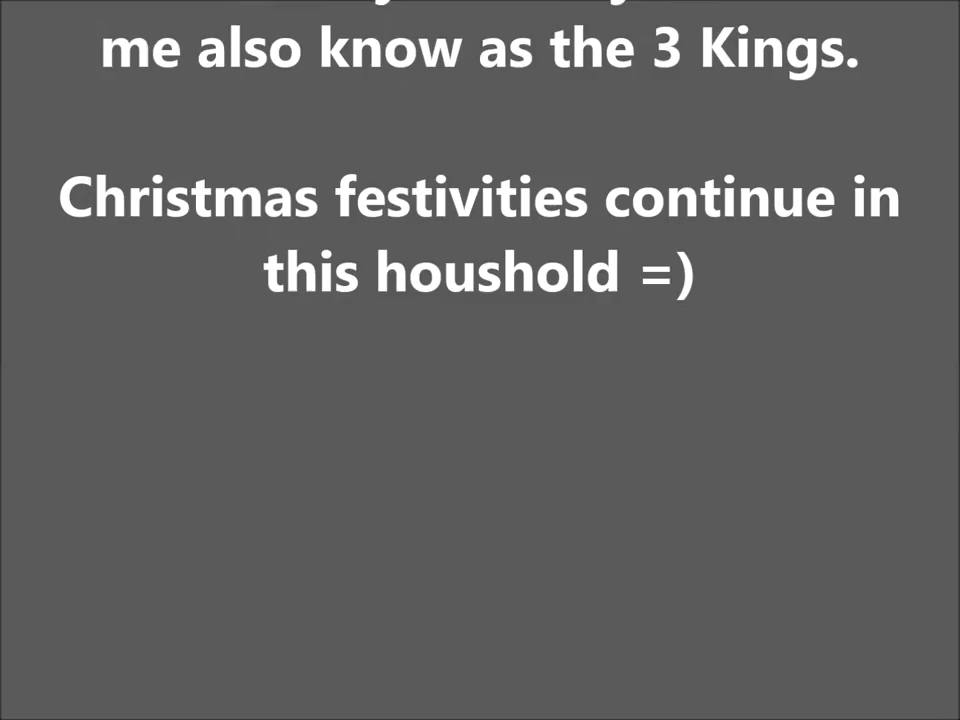 me also know as the 3 Kings.
Christmas festivities continue in
this houshold =)